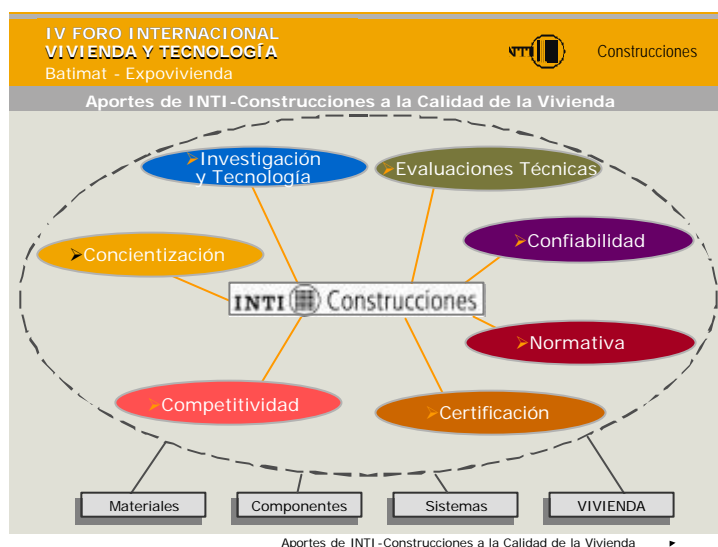 IV FORO INTERNACIONAL
VIVIENDA Y TECNOLOGÍA
Batimat - Expovivienda
Construcciones
Aportes de INTI-Construcciones a la Calidad de la Vivienda
Investigación
y Tecnología
Evaluaciones Técnicas
Concientización
Confiabilidad
INTI Construcciones
Normativa
Competitividad
Certificación
Materiales
Componentes
Sistemas
VIVIENDA
Aportes de INTI-Construcciones a la Calidad de la Vivienda